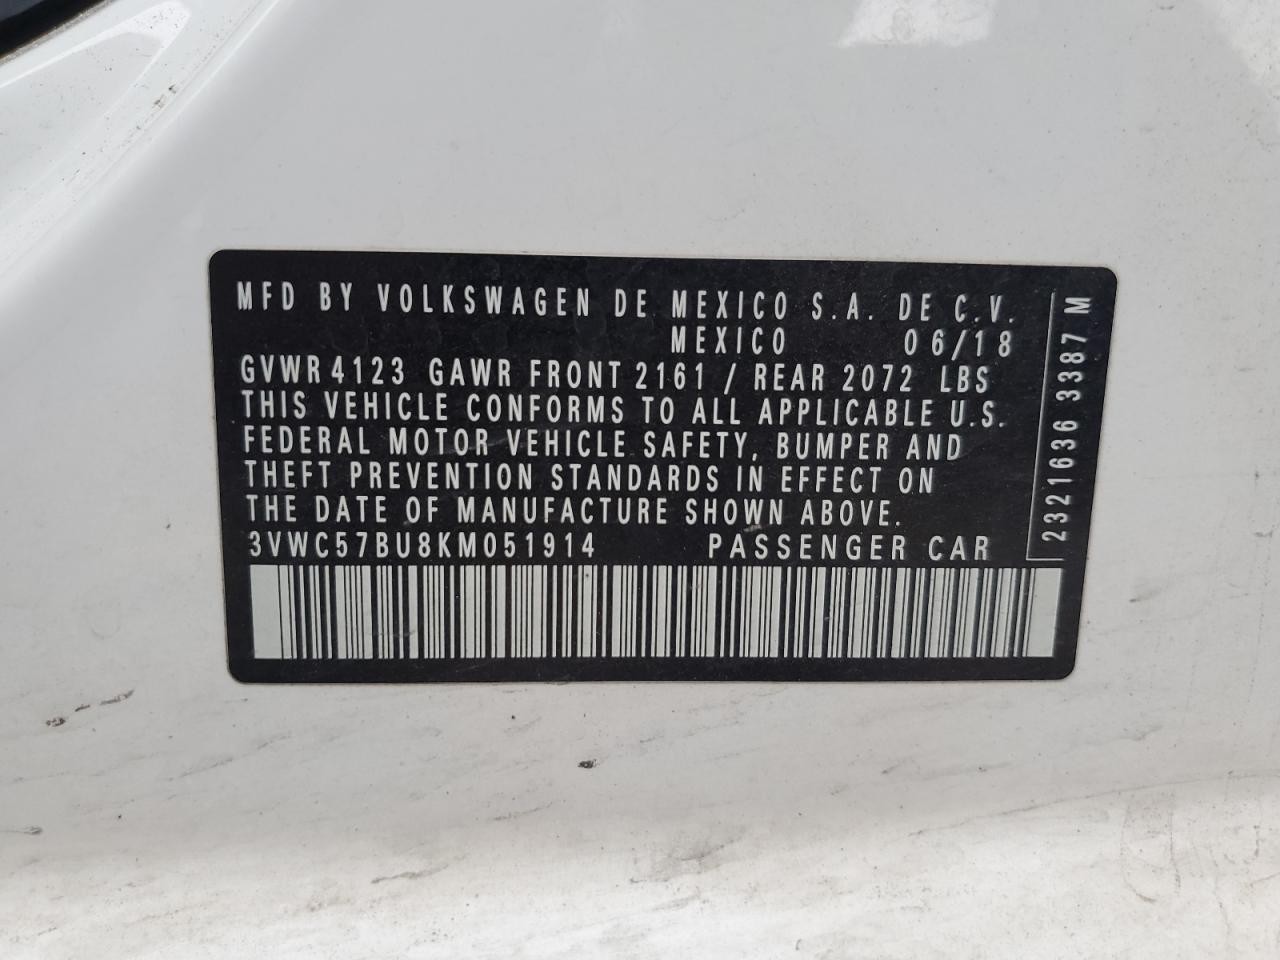 MFD BY VOLKSWAGEN DE MEXICO S.A. DE C.V.
MEXICO 06/18
GVWR 4123 GAWR FRONT 2161 / REAR 2072 LBS
THIS VEHICLE CONFORMS TO ALL APPLICABLE U.S.
FEDERAL MOTOR VEHICLE SAFETY, BUMPER AND
THEFT PREVENTION STANDARDS IN EFFECT ON
THE DATE OF MANUFACTURE SHOWN ABOVE.
3VWC57BU8KM051914 PASSENGER CAR
2321636 3387 M